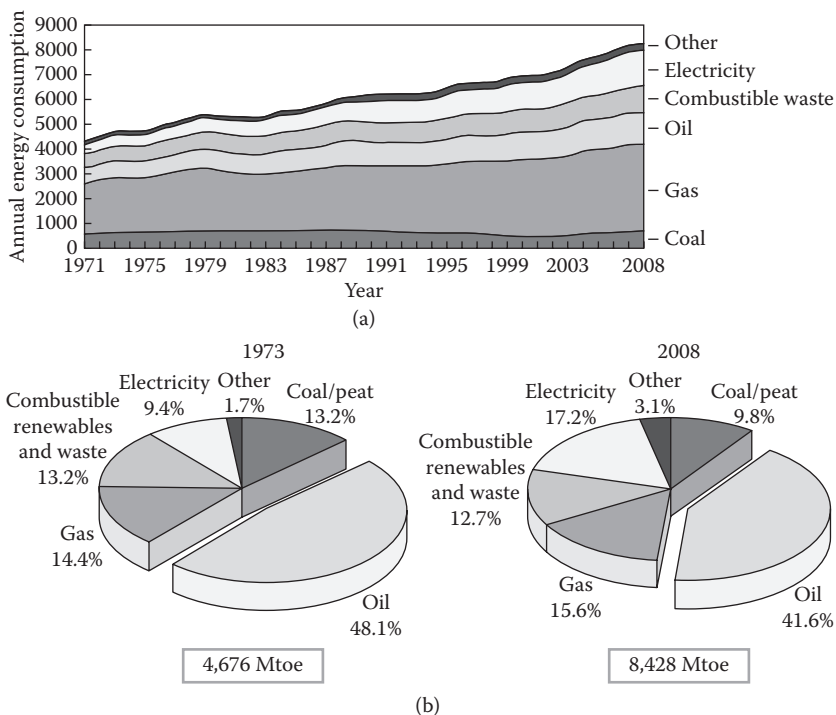 Annual energy consumption
9000
8000
7000
6000
5000
4000
3000
2000
1000
0
Other
Electricity
Combustible waste
Oil
Gas
Coal
1971 1975 1979 1983 1987 1991 1995 1999 2003 2008
Year
(a)
1973
Electricity
9.4%
Other
1.7%
Coal/peat
13.2%
Combustible
renewables
and waste
13.2%
Gas
14.4%
Oil
48.1%
4,676 Mtoe
2008
Electricity
17.2%
Other
3.1%
Coal/peat
9.8%
Combustible
renewables
and waste
12.7%
Gas
15.6%
Oil
41.6%
8,428 Mtoe
(b)